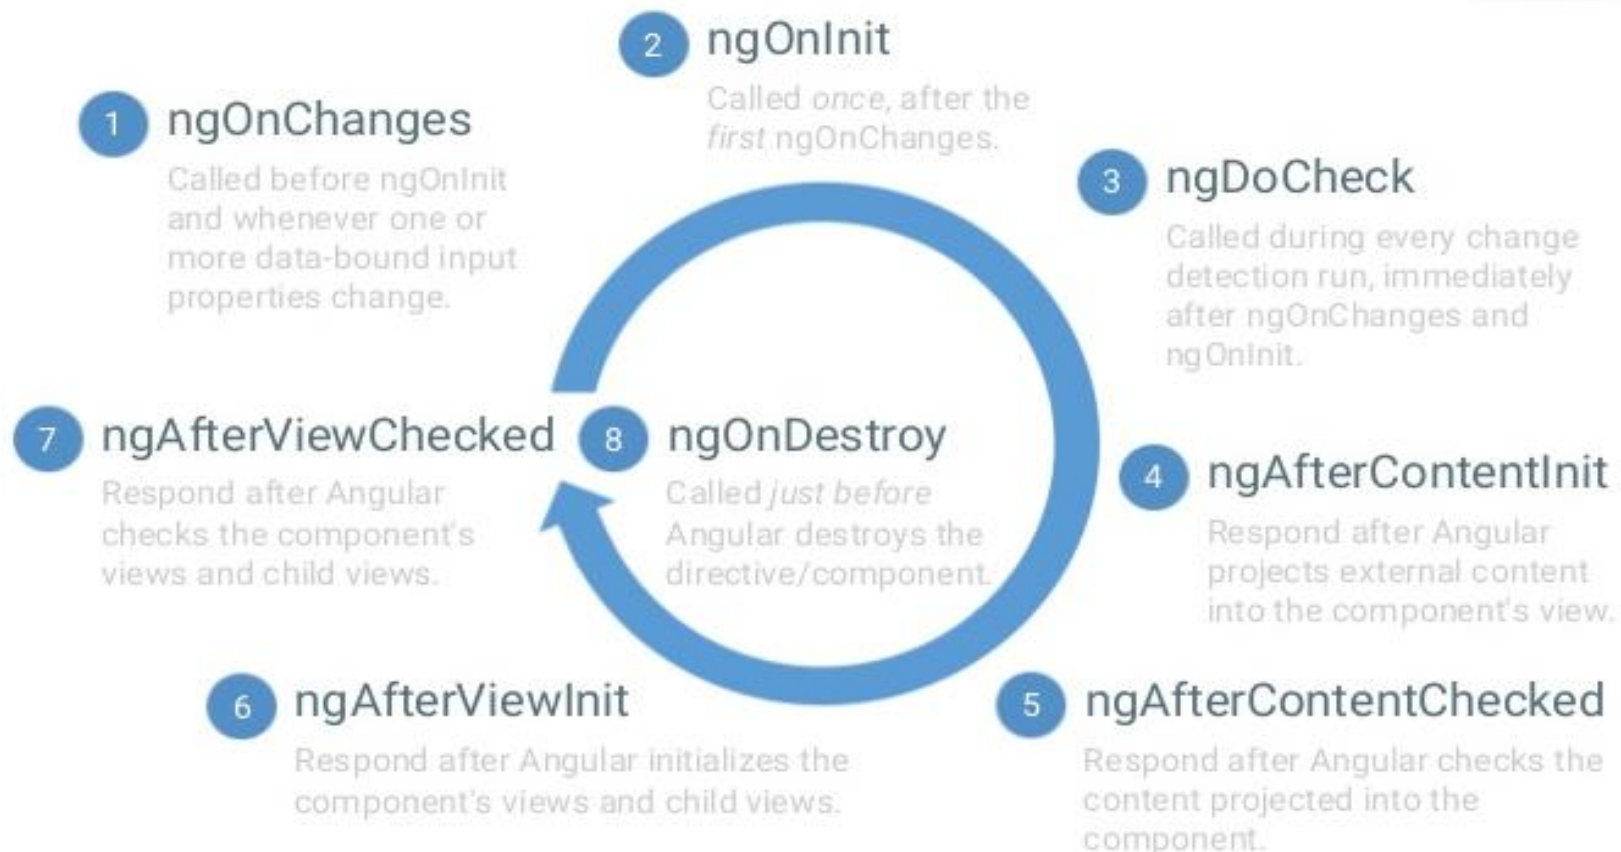 1 ngOnChanges
Called before ngOnInit
and whenever one or
more data-bound input
properties change.
2 ngOnInit
Called once, after the
first ngOnChanges.
3 ngDoCheck
Called during every change
detection run, immediately
after ngOnChanges and
ngOnInit.
4 ngAfterContentInit
Respond after Angular
projects external content
into the component's view.
5 ngAfterContentChecked
Respond after Angular checks the
content projected into the
component.
6 ngAfterViewInit
Respond after Angular initializes the
component's views and child views.
7 ngAfterViewChecked
Respond after Angular
checks the component's
views and child views.
8 ngOnDestroy
Called just before
Angular destroys the
directive/component.